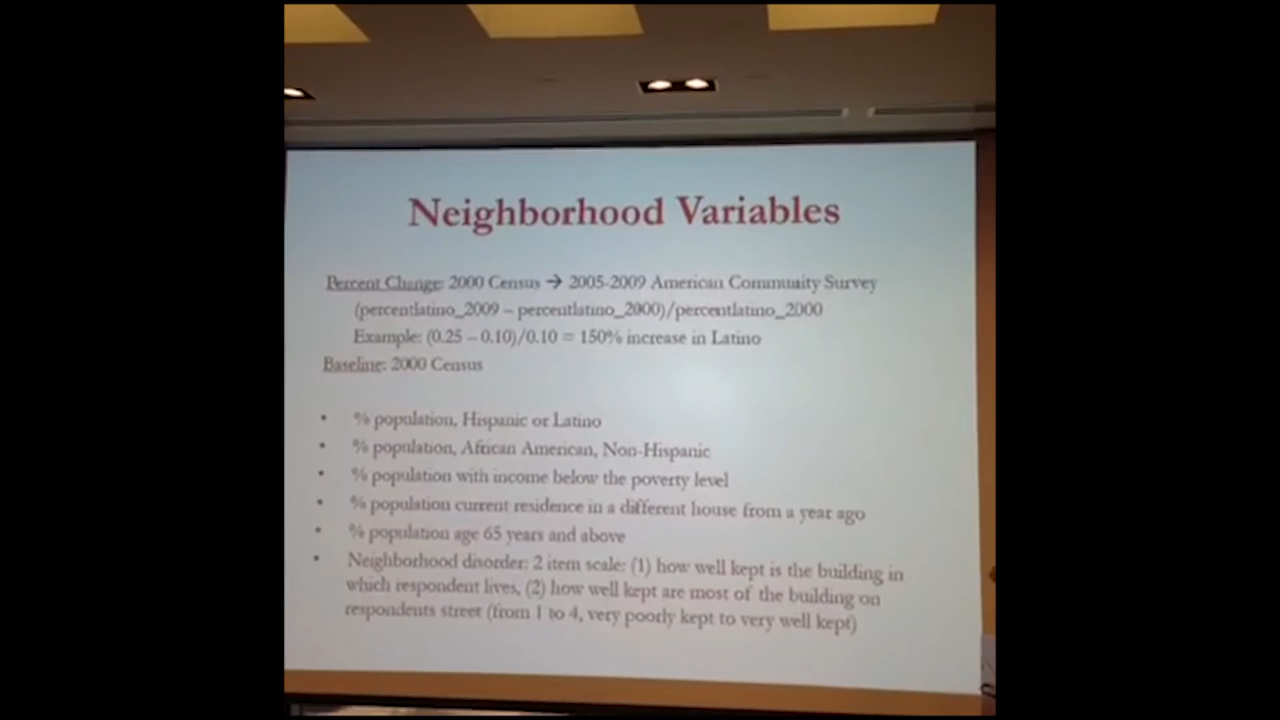 Neighborhood Variables
Percent Change: 2000 Census → 2005-2009 American Community Survey
(percentlatino_2009 – percentlatino_2000)/percentlatino_2000
Example: (0.25 – 0.10)/0.10 = 150% increase in Latino
Baseline: 2000 Census
• % population, Hispanic or Latino
• % population, African American, Non-Hispanic
• % population with income below the poverty level
• % population current residence in a different house from a year ago
• % population age 65 years and above
• Neighborhood disorder: 2 item scale: (1) how well kept is the building in
which respondent lives, (2) how well kept are most of the building on
respondents street (from 1 to 4, very poorly kept to very well kept)